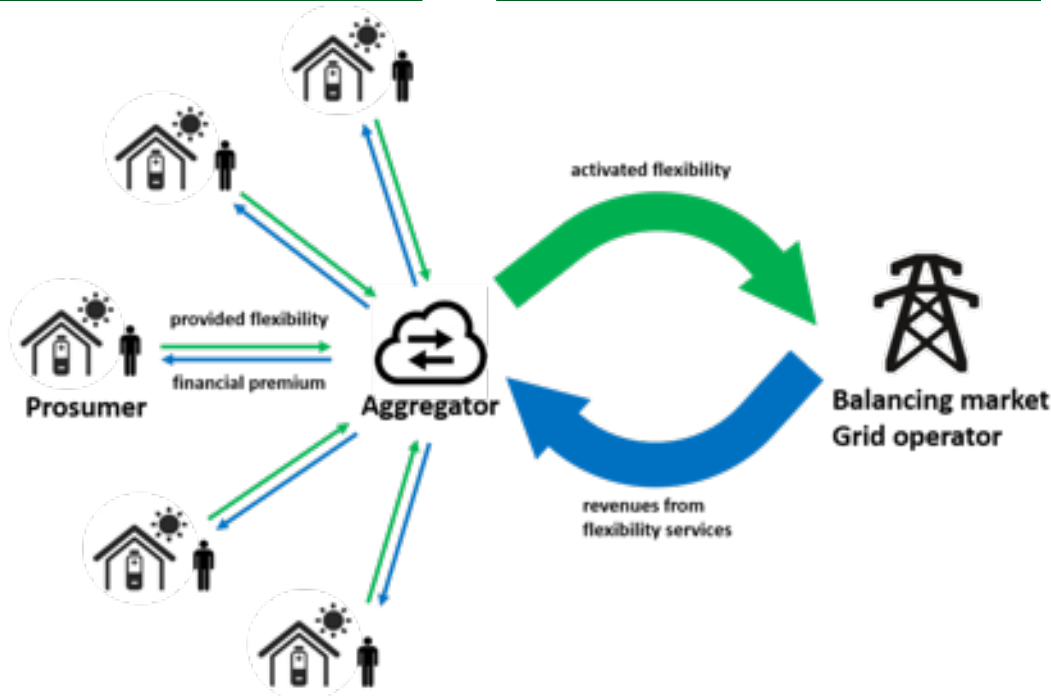 activated flexibility
provided flexibility
financial premium
Prosumer
Aggregator
Balancing market
Grid operator
revenues from
flexibility services